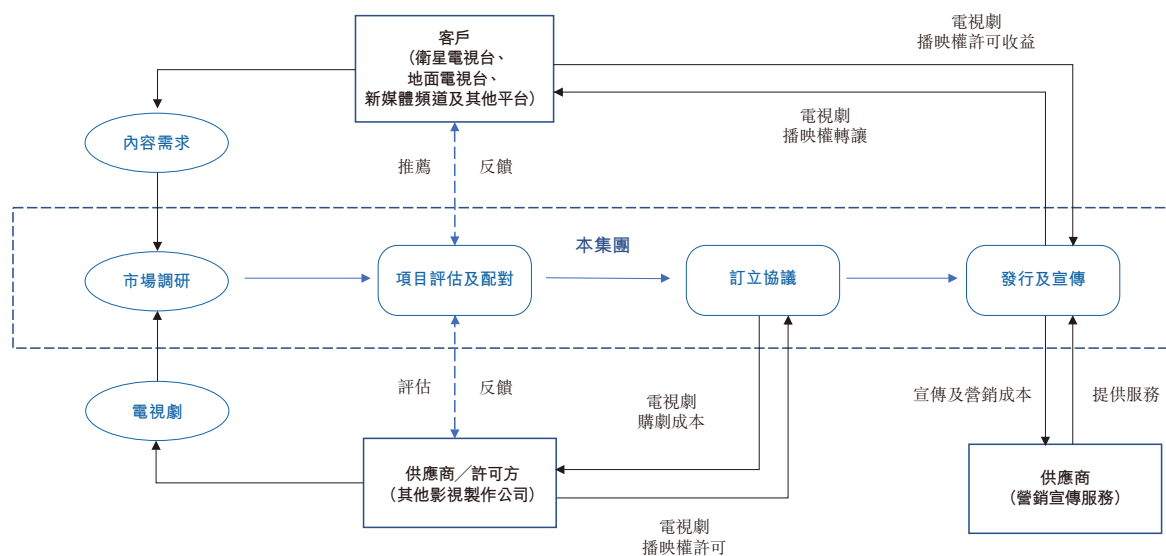 客戶
（衛星電視台、
地面電視台、
新媒體頻道及其他平台）
電視劇
播映權許可收益
電視劇
播映權轉讓
內容需求
推薦
反饋
本集團
市場調研
項目評估及配對
訂立協議
發行及宣傳
電視劇
評估
反饋
電視劇
購劇成本
宣傳及營銷成本
提供服務
供應商／許可方
（其他影視製作公司）
供應商
（營銷宣傳服務）
電視劇
播映權許可